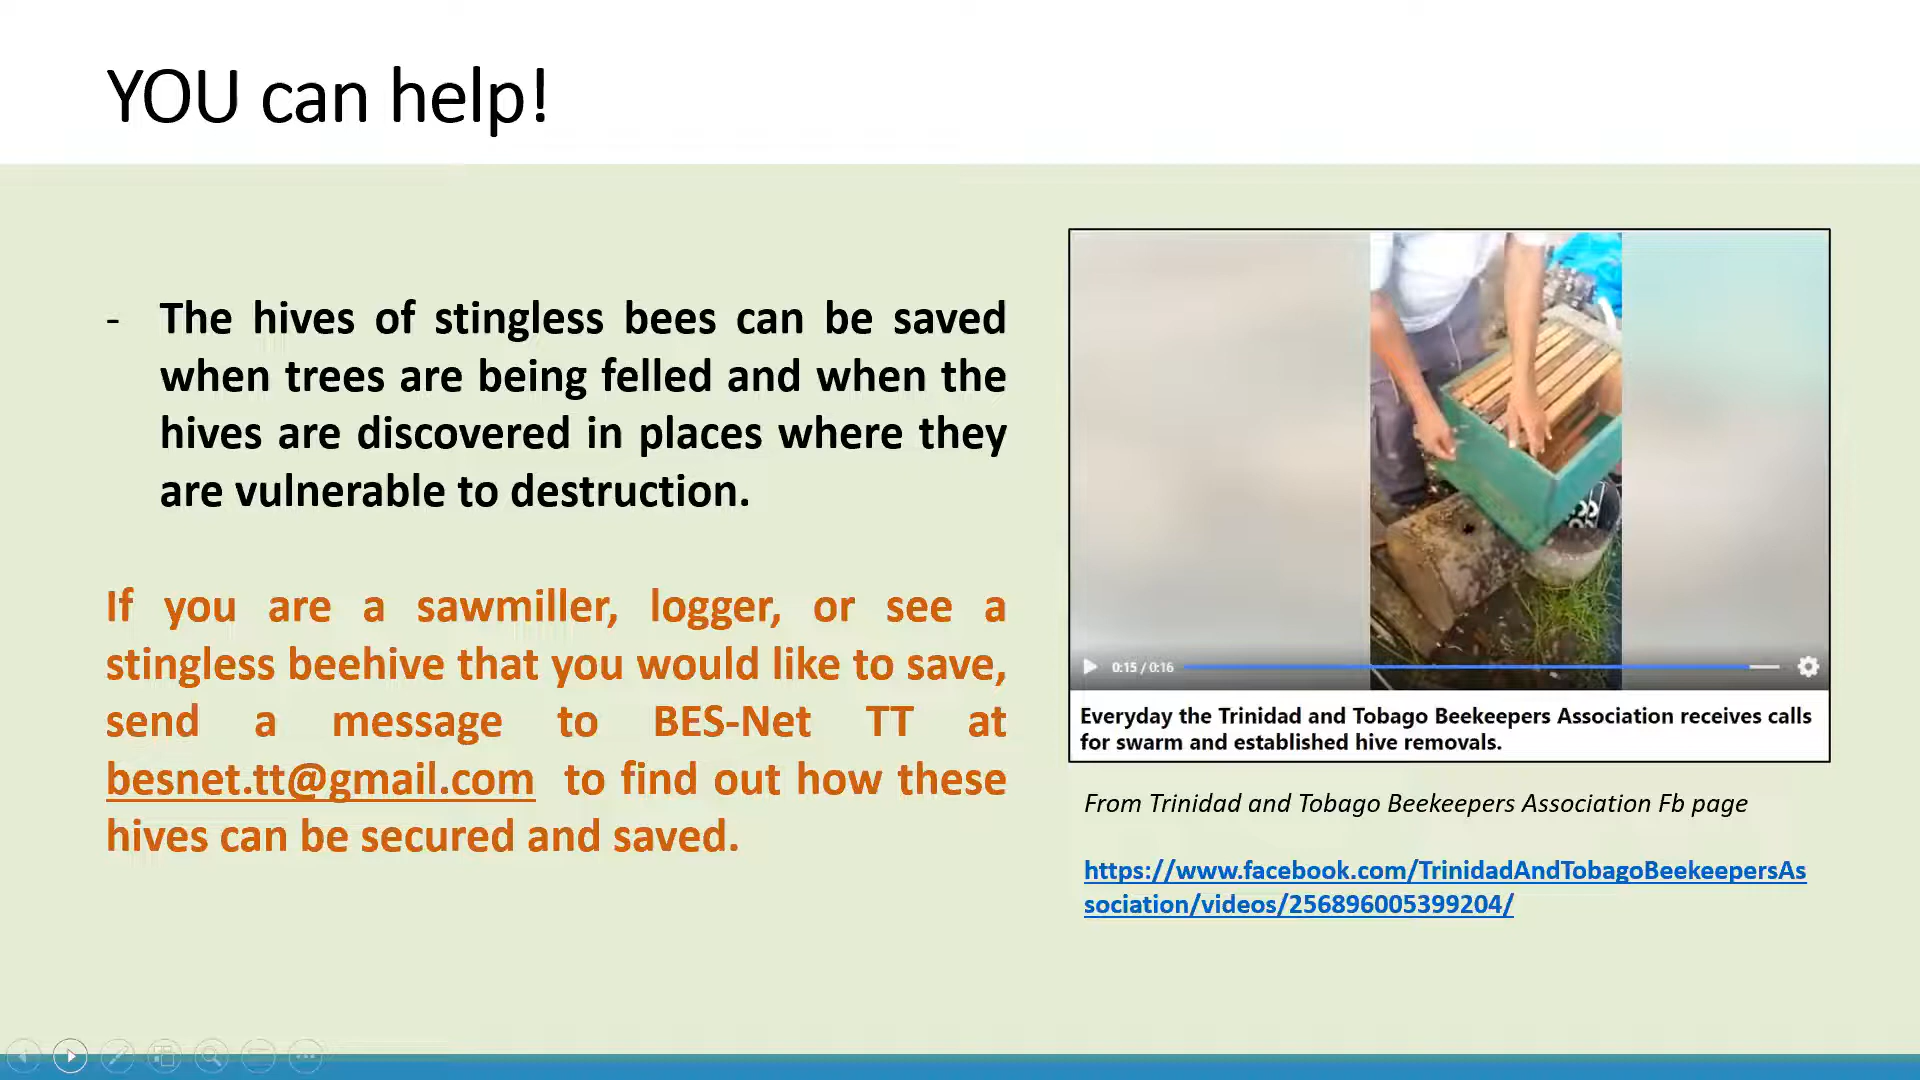 YOU can help!
- The hives of stingless bees can be saved
when trees are being felled and when the
hives are discovered in places where they
are vulnerable to destruction.
If you are a sawmiller, logger, or see a
stingless beehive that you would like to save,
send a message to BES-Net TT at
besnet.tt@gmail.com to find out how these
hives can be secured and saved.
0:15 / 0:16
Everyday the Trinidad and Tobago Beekeepers Association receives calls
for swarm and established hive removals.
From Trinidad and Tobago Beekeepers Association Fb page
https://www.facebook.com/TrinidadAndTobagoBeekeepersAs
sociation/videos/256896005399204/